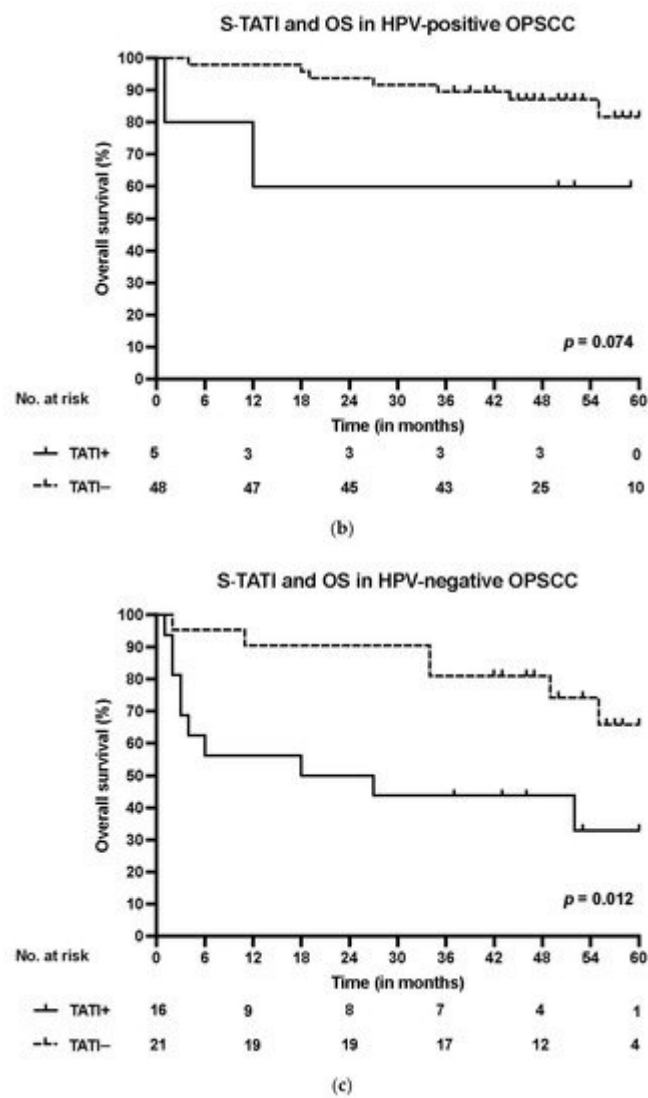 S-TATI and OS in HPV-positive OPSCC
Overall survival (%)
100
90
80
70
60
50
40
30
20
10
0
p = 0.074
0 6 12 18 24 30 36 42 48 54 60
No. at risk
Time (in months)
TATI+ 5 3 3 3 3 0
TATI– 48 47 45 43 25 10
(b)
S-TATI and OS in HPV-negative OPSCC
Overall survival (%)
100
90
80
70
60
50
40
30
20
10
0
p = 0.012
0 6 12 18 24 30 36 42 48 54 60
No. at risk
Time (in months)
TATI+ 16 9 8 7 4 1
TATI– 21 19 19 17 12 4
(c)